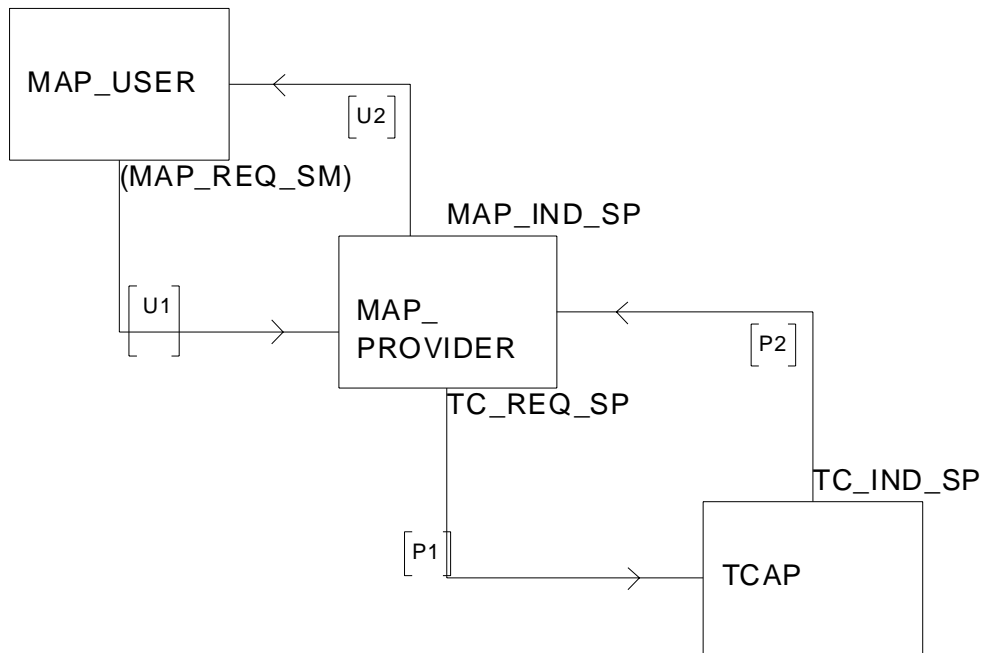 MAP_USER
[U2]
(MAP_REQ_SM)
MAP_IND_SP
[U1]
MAP_
PROVIDER
[P2]
TC_REQ_SP
TC_IND_SP
[P1]
TCAP